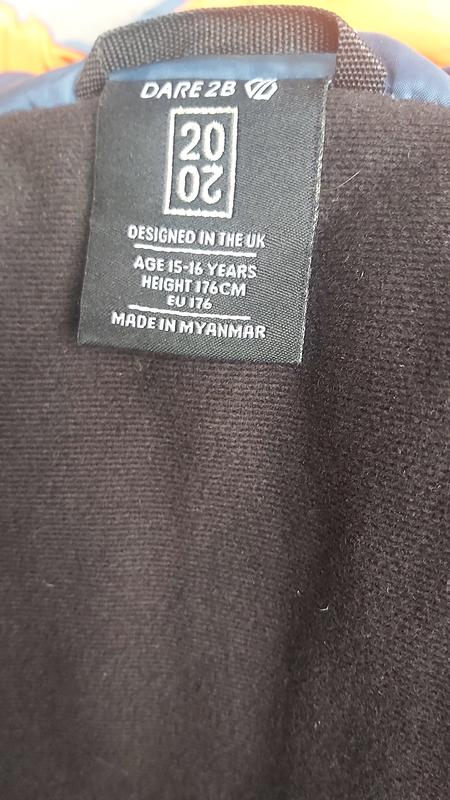 DARE 2B
20
20
DESIGNED IN THE UK
AGE 15-16 YEARS
HEIGHT 176CM
EU 176
MADE IN MYANMAR